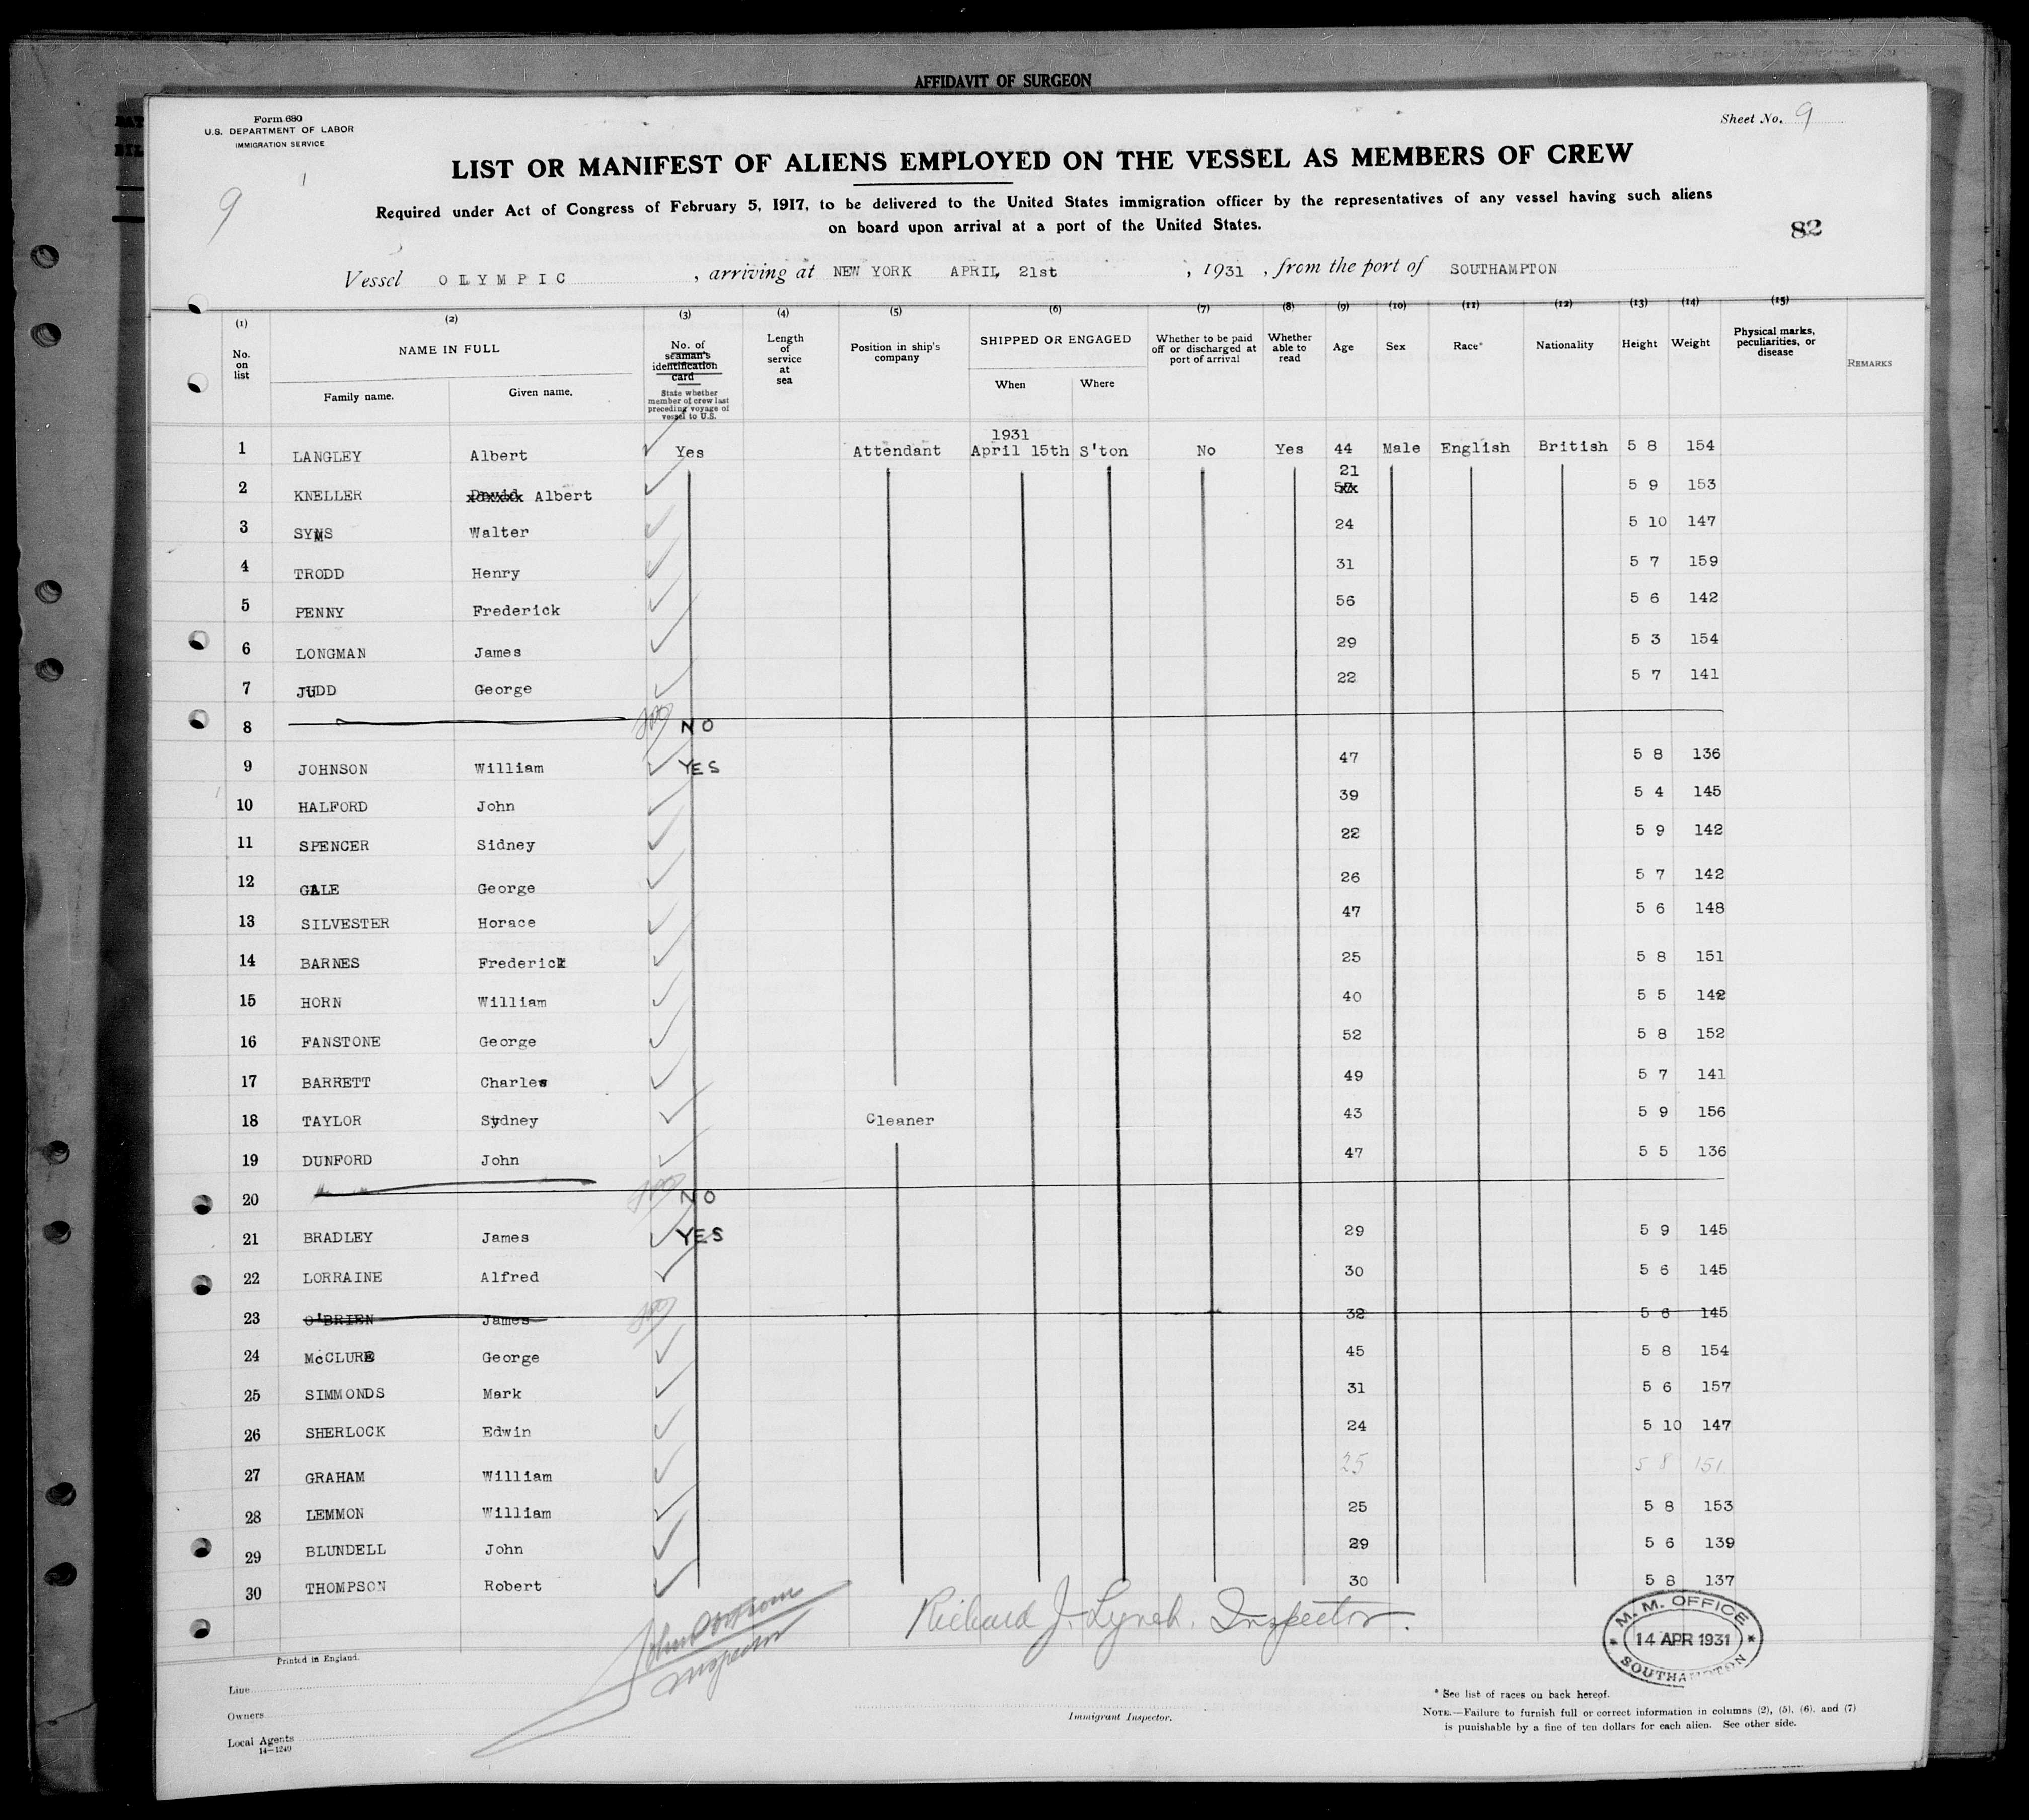 AFFIDAVIT OF SURGEON
Form 680
U.S. DEPARTMENT OF LABOR
IMMIGRATION SERVICE
Sheet No. 9
9
LIST OR MANIFEST OF ALIENS EMPLOYED ON THE VESSEL AS MEMBERS OF CREW
Required under Act of Congress of February 5, 1917, to be delivered to the United States immigration officer by the representatives of any vessel having such aliens
on board upon arrival at a port of the United States.
82
Vessel OLYMPIC, arriving at NEW YORK APRIL 21st, 1931, from the port of SOUTHAMPTON
(1) (2) (3) (4) (5) (6) (7) (8) (9) (10) (11) (12) (13) (14) (15)
No. on list
NAME IN FULL
Family name. Given name.
No. of seaman's identification card
State whether member of crew last preceding voyage of vessel to U.S.
Length of service at sea
Position in ship's company
SHIPPED OR ENGAGED
When Where
Whether to be paid off or discharged at port of arrival
Whether able to read
Age
Sex
Race*
Nationality
Height
Weight
Physical marks, peculiarities, or disease
REMARKS
1931
1 LANGLEY Albert Yes Attendant April 15th S'ton No Yes 44 Male English British 5 8 154
2 KNELLER David Albert 21 5 9 153
3 SYMS Walter 24 5 10 147
4 TRODD Henry 31 5 7 159
5 PENNY Frederick 56 5 6 142
6 LONGMAN James 29 5 3 154
7 JUDD George 22 5 7 141
8 NO
9 JOHNSON William YES 47 5 8 136
10 HALFORD John 39 5 4 145
11 SPENCER Sidney 22 5 9 142
12 GALE George 26 5 7 142
13 SILVESTER Horace 47 5 6 148
14 BARNES Frederick 25 5 8 151
15 HORN William 40 5 5 142
16 FANSTONE George 52 5 8 152
17 BARRETT Charles 49 5 7 141
18 TAYLOR Sydney Cleaner 43 5 9 156
19 DUNFORD John 47 5 5 136
20 NO
21 BRADLEY James YES 29 5 9 145
22 LORRAINE Alfred 30 5 6 145
23 O'BRIEN James 32 5 6 145
24 McCLURE George 45 5 8 154
25 SIMMONDS Mark 31 5 6 157
26 SHERLOCK Edwin 24 5 10 147
27 GRAHAM William 25 5 8 151
28 LEMMON William 25 5 8 153
29 BLUNDELL John 29 5 6 139
30 THOMPSON Robert 30 5 8 137
Richard J. Lynch. Inspector.
Inspector
M. M. OFFICE
14 APR 1931
SOUTHAMPTON
Printed in England.
Line
Owners
Local Agents
14—1240
Immigrant Inspector.
* See list of races on back hereof.
NOTE.—Failure to furnish full or correct information in columns (2), (5), (6), and (7)
is punishable by a fine of ten dollars for each alien. See other side.